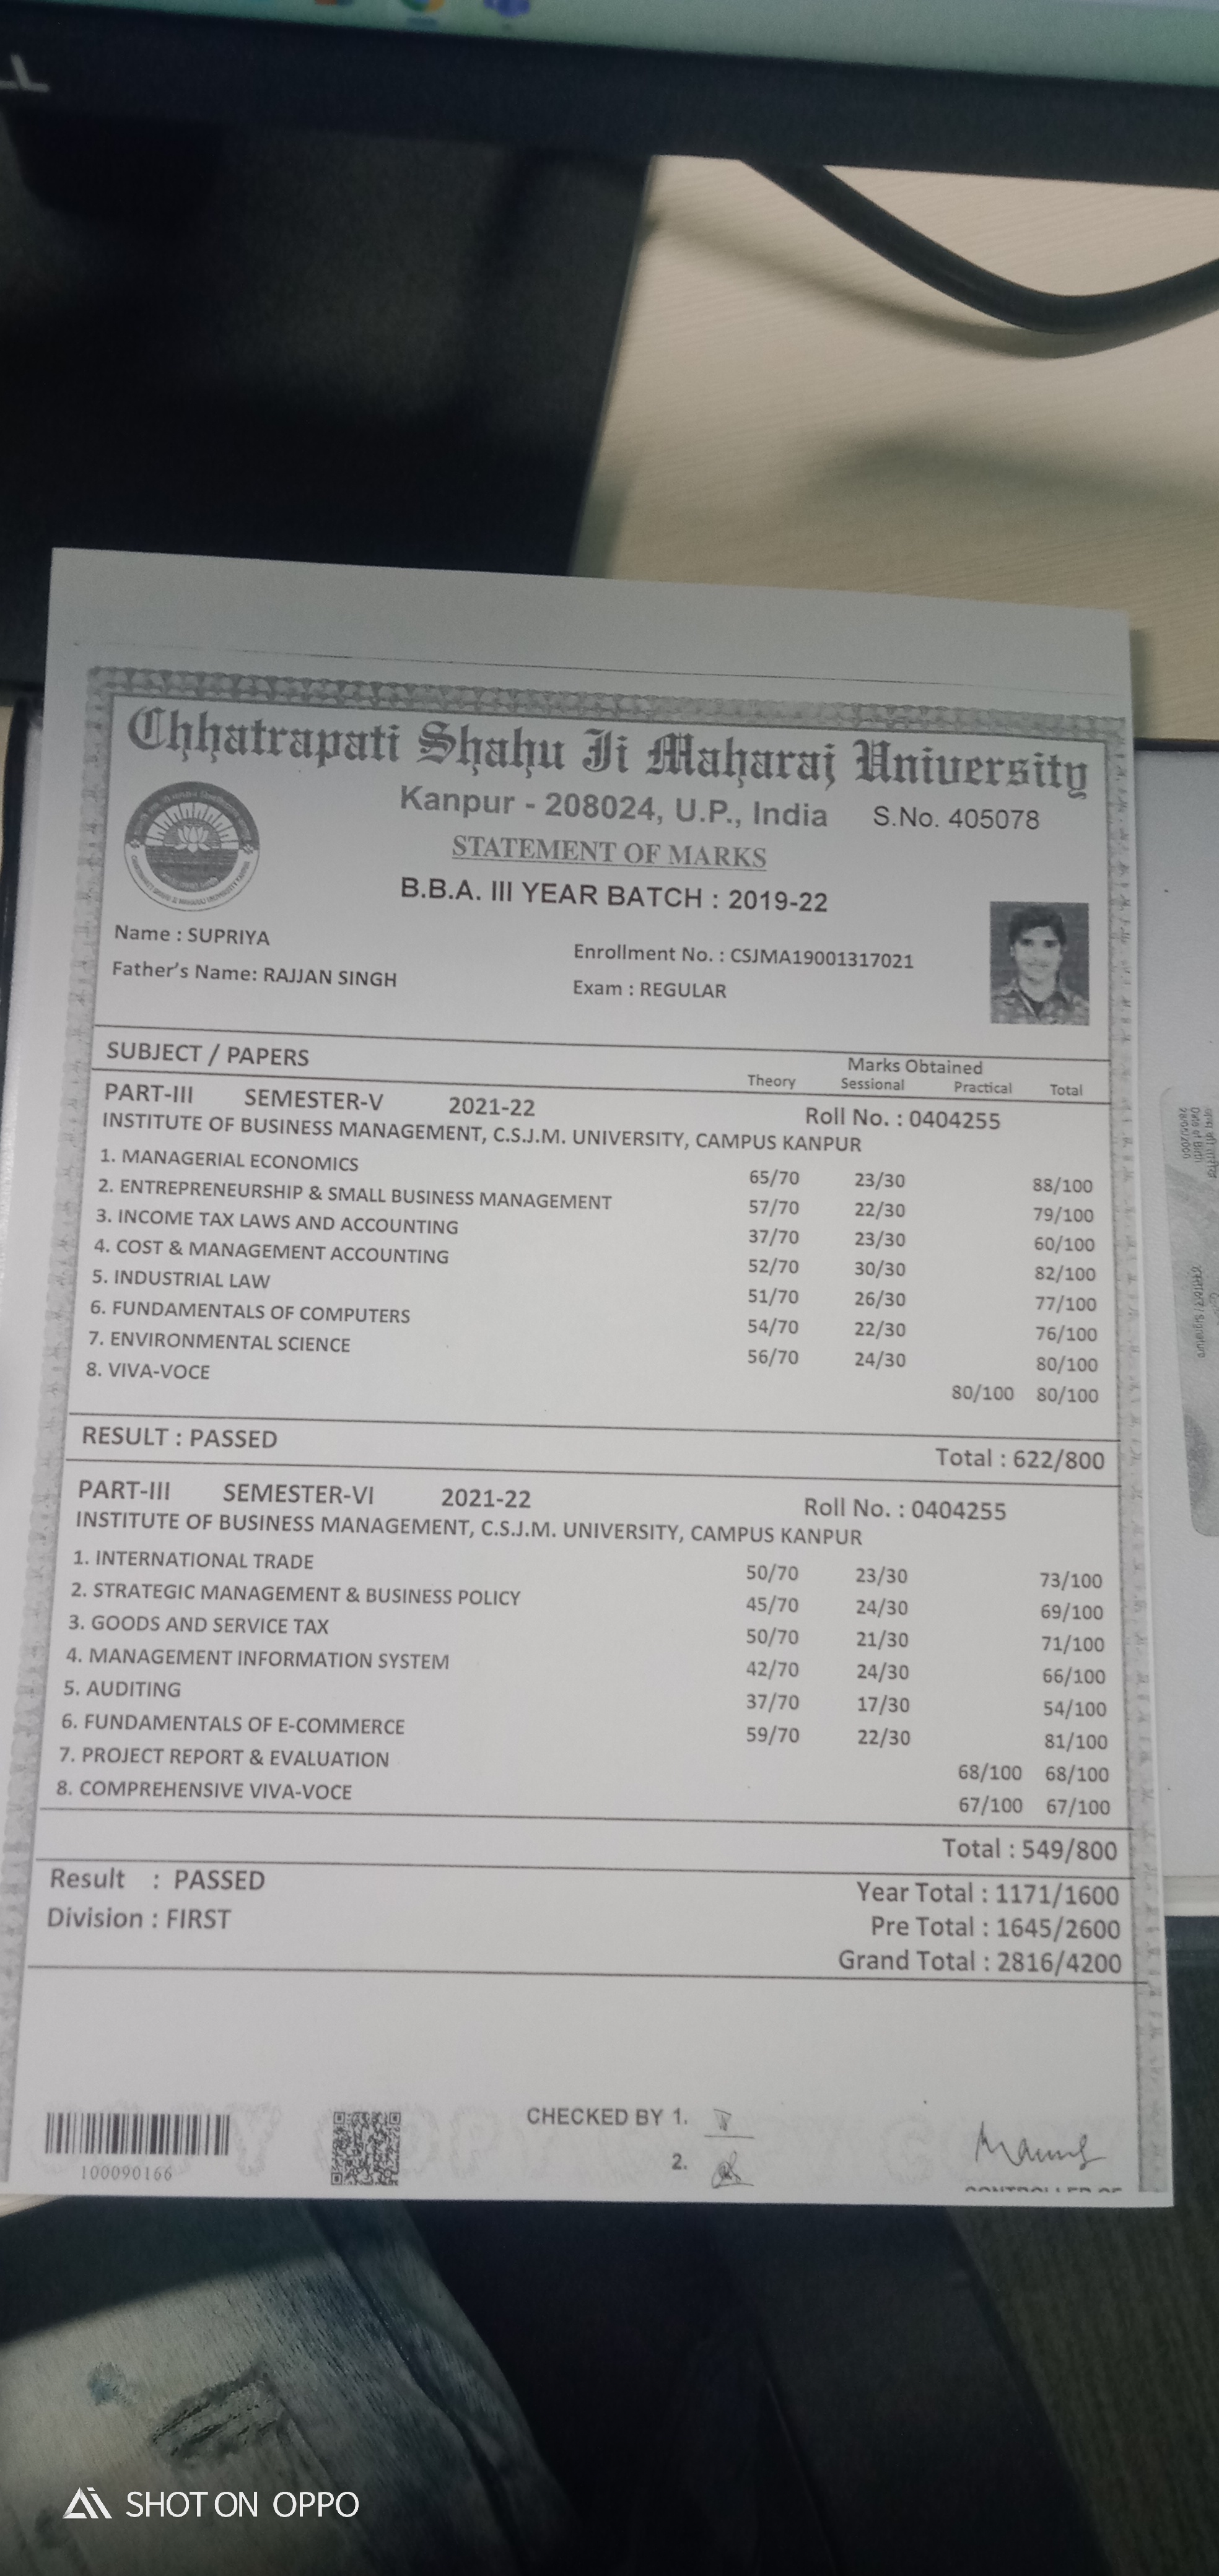 Chhatrapati Shahu Ji Maharaj University
Kanpur - 208024, U.P., India S.No. 405078
STATEMENT OF MARKS
B.B.A. III YEAR BATCH : 2019-22
Name : SUPRIYA Enrollment No. : CSJMA19001317021
Father's Name: RAJJAN SINGH Exam : REGULAR
SUBJECT / PAPERS Marks Obtained
Theory Sessional Practical Total
PART-III SEMESTER-V 2021-22 Roll No. : 0404255
INSTITUTE OF BUSINESS MANAGEMENT, C.S.J.M. UNIVERSITY, CAMPUS KANPUR
1. MANAGERIAL ECONOMICS 65/70 23/30 88/100
2. ENTREPRENEURSHIP & SMALL BUSINESS MANAGEMENT 57/70 22/30 79/100
3. INCOME TAX LAWS AND ACCOUNTING 37/70 23/30 60/100
4. COST & MANAGEMENT ACCOUNTING 52/70 30/30 82/100
5. INDUSTRIAL LAW 51/70 26/30 77/100
6. FUNDAMENTALS OF COMPUTERS 54/70 22/30 76/100
7. ENVIRONMENTAL SCIENCE 56/70 24/30 80/100
8. VIVA-VOCE 80/100 80/100
RESULT : PASSED Total : 622/800
PART-III SEMESTER-VI 2021-22 Roll No. : 0404255
INSTITUTE OF BUSINESS MANAGEMENT, C.S.J.M. UNIVERSITY, CAMPUS KANPUR
1. INTERNATIONAL TRADE 50/70 23/30 73/100
2. STRATEGIC MANAGEMENT & BUSINESS POLICY 45/70 24/30 69/100
3. GOODS AND SERVICE TAX 50/70 21/30 71/100
4. MANAGEMENT INFORMATION SYSTEM 42/70 24/30 66/100
5. AUDITING 37/70 17/30 54/100
6. FUNDAMENTALS OF E-COMMERCE 59/70 22/30 81/100
7. PROJECT REPORT & EVALUATION 68/100 68/100
8. COMPREHENSIVE VIVA-VOCE 67/100 67/100
Total : 549/800
Result : PASSED Year Total : 1171/1600
Division : FIRST Pre Total : 1645/2600
Grand Total : 2816/4200
CHECKED BY 1.
2.
100090166
SHOT ON OPPO